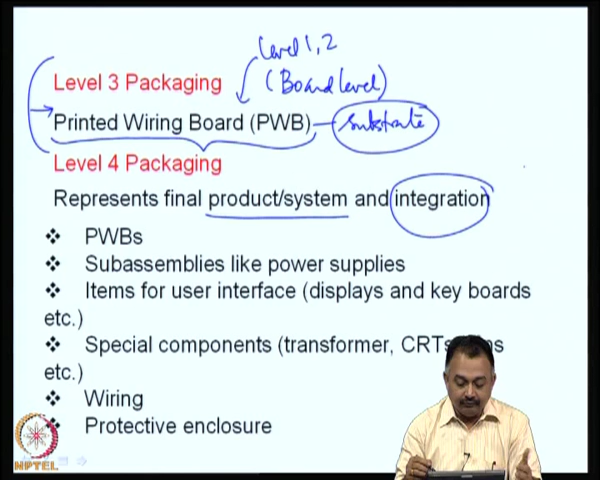 Level 1, 2
Level 3 Packaging (Board level)
Printed Wiring Board (PWB) Substrate
Level 4 Packaging
Represents final product/system and integration
❖ PWBs
❖ Subassemblies like power supplies
❖ Items for user interface (displays and key boards
etc.)
❖ Special components (transformer,
etc.)
❖ Wiring
Protective enclosure
NPTEL